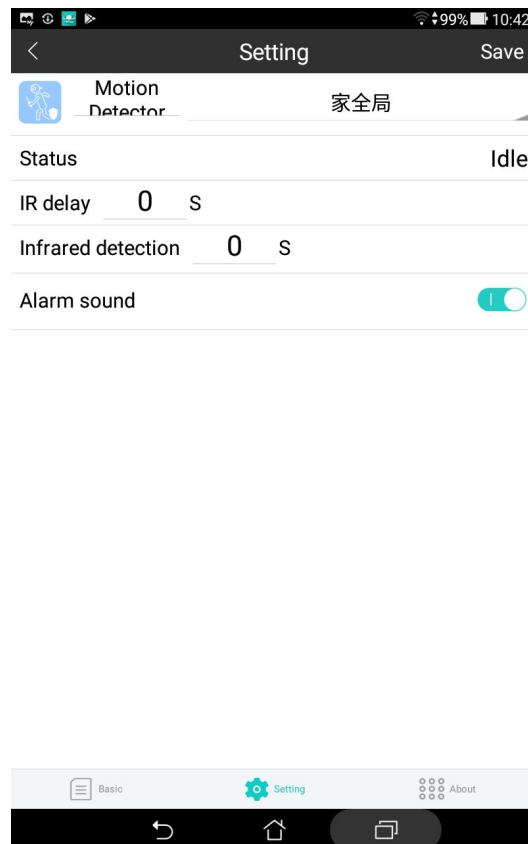 99% 10:42
Setting Save
Motion
Detector 家全局
Status Idle
IR delay 0 S
Infrared detection 0 S
Alarm sound
Basic Setting About